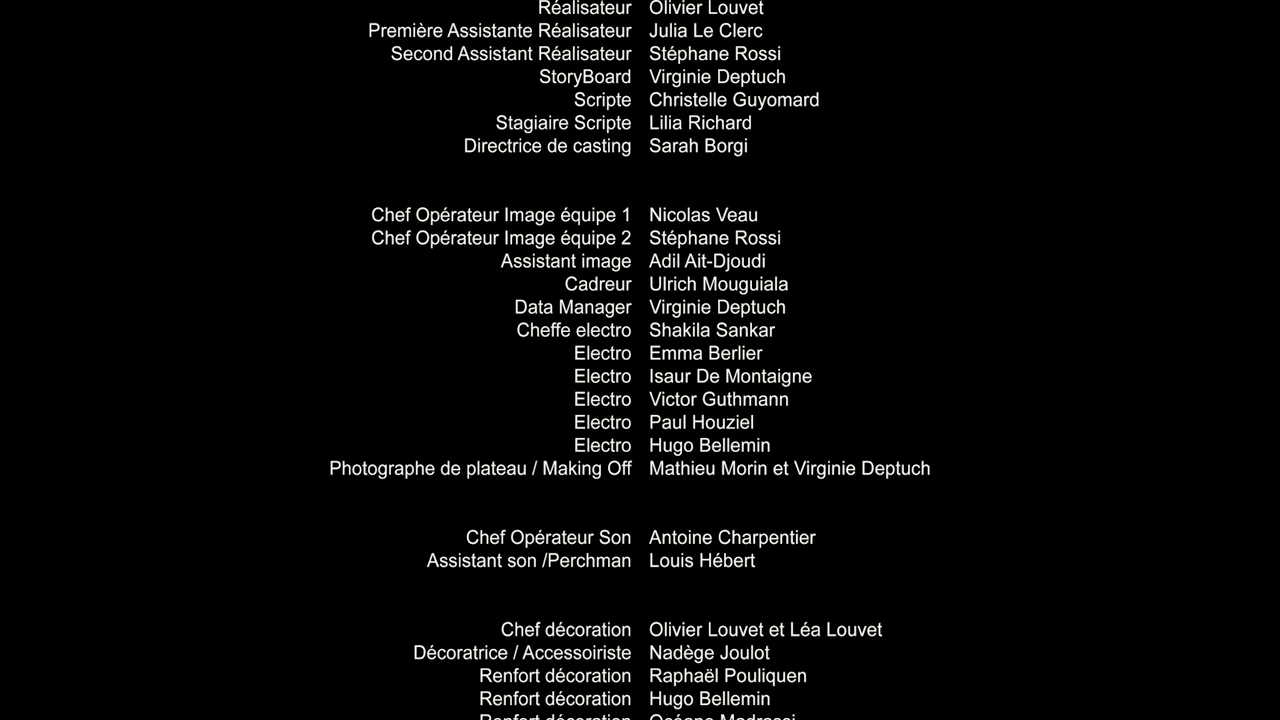 Réalisateur Olivier Louvet
Première Assistante Réalisateur Julia Le Clerc
Second Assistant Réalisateur Stéphane Rossi
StoryBoard Virginie Deptuch
Scripte Christelle Guyomard
Stagiaire Scripte Lilia Richard
Directrice de casting Sarah Borgi
Chef Opérateur Image équipe 1 Nicolas Veau
Chef Opérateur Image équipe 2 Stéphane Rossi
Assistant image Adil Ait-Djoudi
Cadreur Ulrich Mouguiala
Data Manager Virginie Deptuch
Cheffe electro Shakila Sankar
Electro Emma Berlier
Electro Isaur De Montaigne
Electro Victor Guthmann
Electro Paul Houziel
Electro Hugo Bellemin
Photographe de plateau / Making Off Mathieu Morin et Virginie Deptuch
Chef Opérateur Son Antoine Charpentier
Assistant son /Perchman Louis Hébert
Chef décoration Olivier Louvet et Léa Louvet
Décoratrice / Accessoiriste Nadège Joulot
Renfort décoration Raphaël Pouliquen
Renfort décoration Hugo Bellemin
Renfort décoration Océane